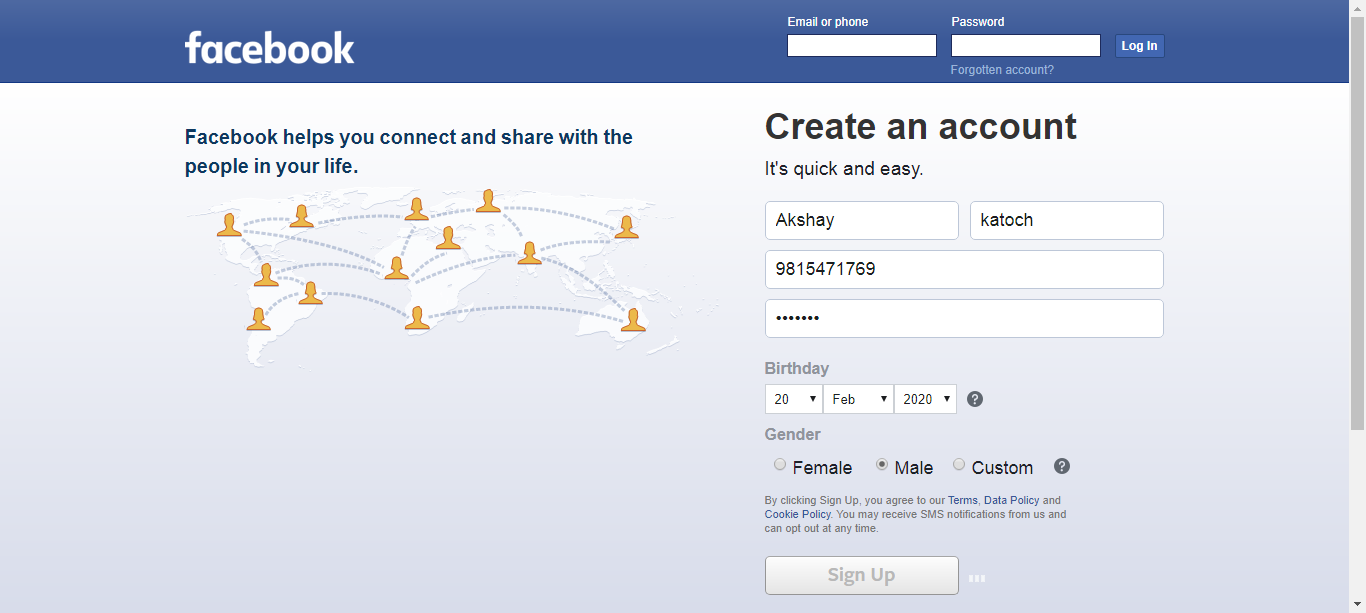 facebook
Email or phone
Password
Log In
Forgotten account?
Facebook helps you connect and share with the
people in your life.
Create an account
It's quick and easy.
Akshay
katoch
9815471769
•••••••
Birthday
20
Feb
2020
?
Gender
Female
Male
Custom
?
By clicking Sign Up, you agree to our Terms, Data Policy and
Cookie Policy. You may receive SMS notifications from us and
can opt out at any time.
Sign Up